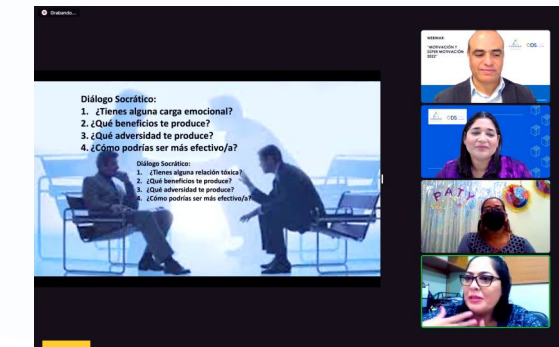 Grabando...
Diálogo Socrático:
1. ¿Tienes alguna carga emocional?
2. ¿Qué beneficios te produce?
3. ¿Qué adversidad te produce?
4. ¿Cómo podrías ser más efectivo/a?
Diálogo Socrático:
1. ¿Tienes alguna relación tóxica?
2. ¿Qué beneficios te produce?
3. ¿Qué adversidad te produce?
4. ¿Cómo podrías ser más efectivo/a?
WEBINAR:
"MOTIVACIÓN Y
SÚPER MOTIVACIÓN
2022"
ODS
ODS
PATY